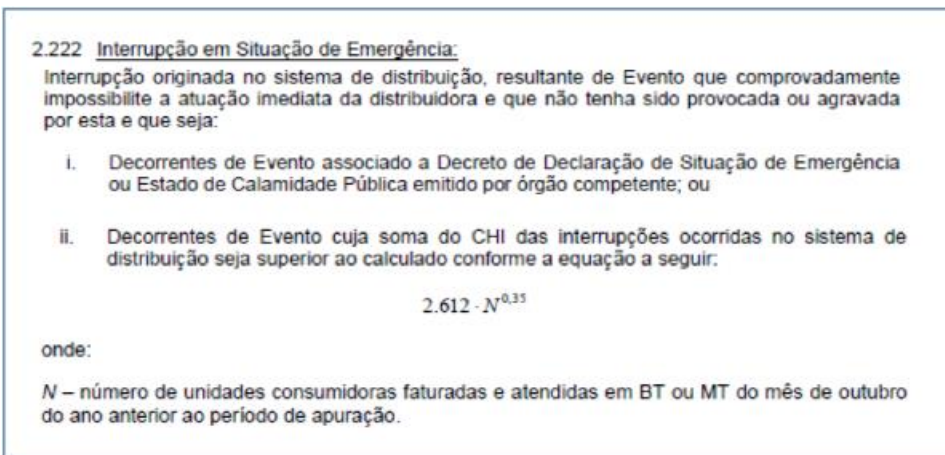 2.222 Interrupção em Situação de Emergência:
Interrupção originada no sistema de distribuição, resultante de Evento que comprovadamente
impossibilite a atuação imediata da distribuidora e que não tenha sido provocada ou agravada
por esta e que seja:
i. Decorrentes de Evento associado a Decreto de Declaração de Situação de Emergência
ou Estado de Calamidade Pública emitido por órgão competente; ou
ii. Decorrentes de Evento cuja soma do CHI das interrupções ocorridas no sistema de
distribuição seja superior ao calculado conforme a equação a seguir:
2.612 · N^0,35
onde:
N – número de unidades consumidoras faturadas e atendidas em BT ou MT do mês de outubro
do ano anterior ao período de apuração.